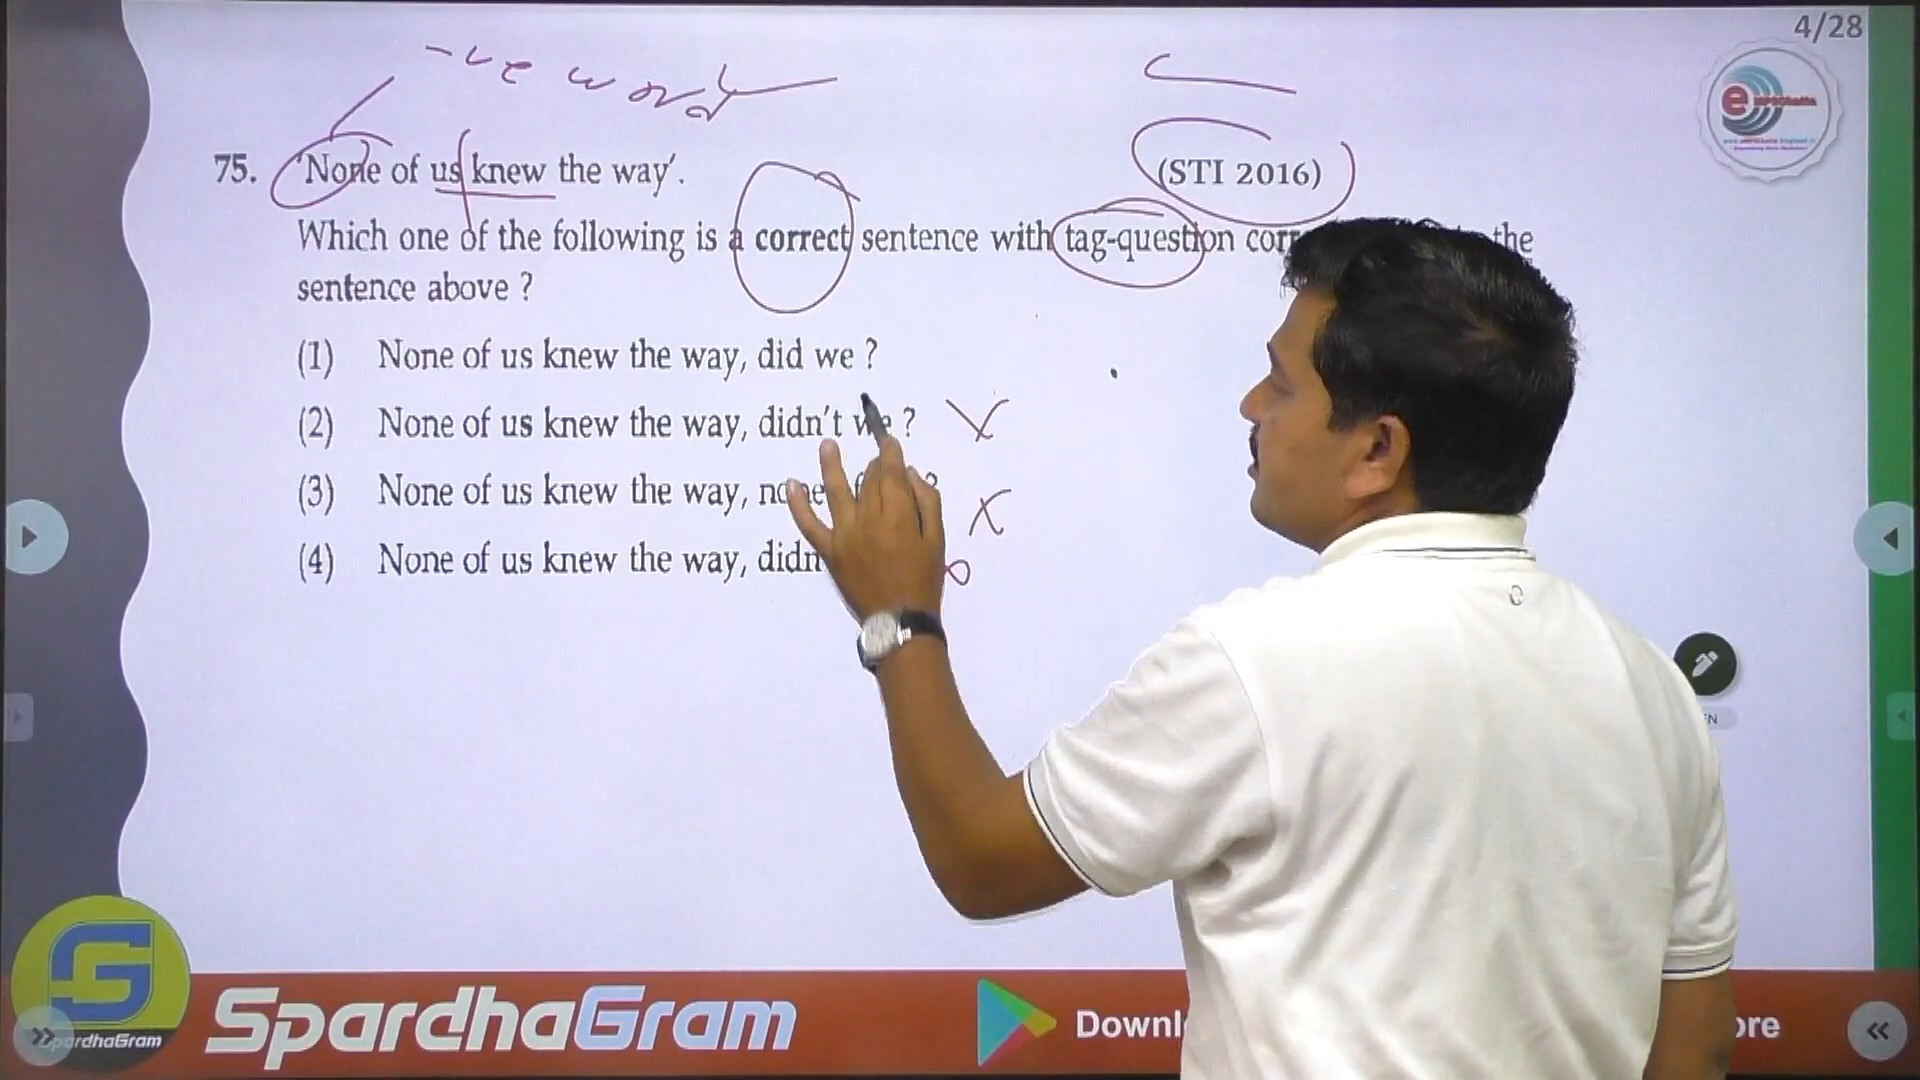 4/28
-ve word
75. 'None of us knew the way'. (STI 2016)
Which one of the following is a correct sentence with tag-question the
sentence above ?
(1) None of us knew the way, did we ?
(2) None of us knew the way, didn't we ?
(3) None of us knew the way, none ?
(4) None of us knew the way,
SpardhaGram
SpardhaGram